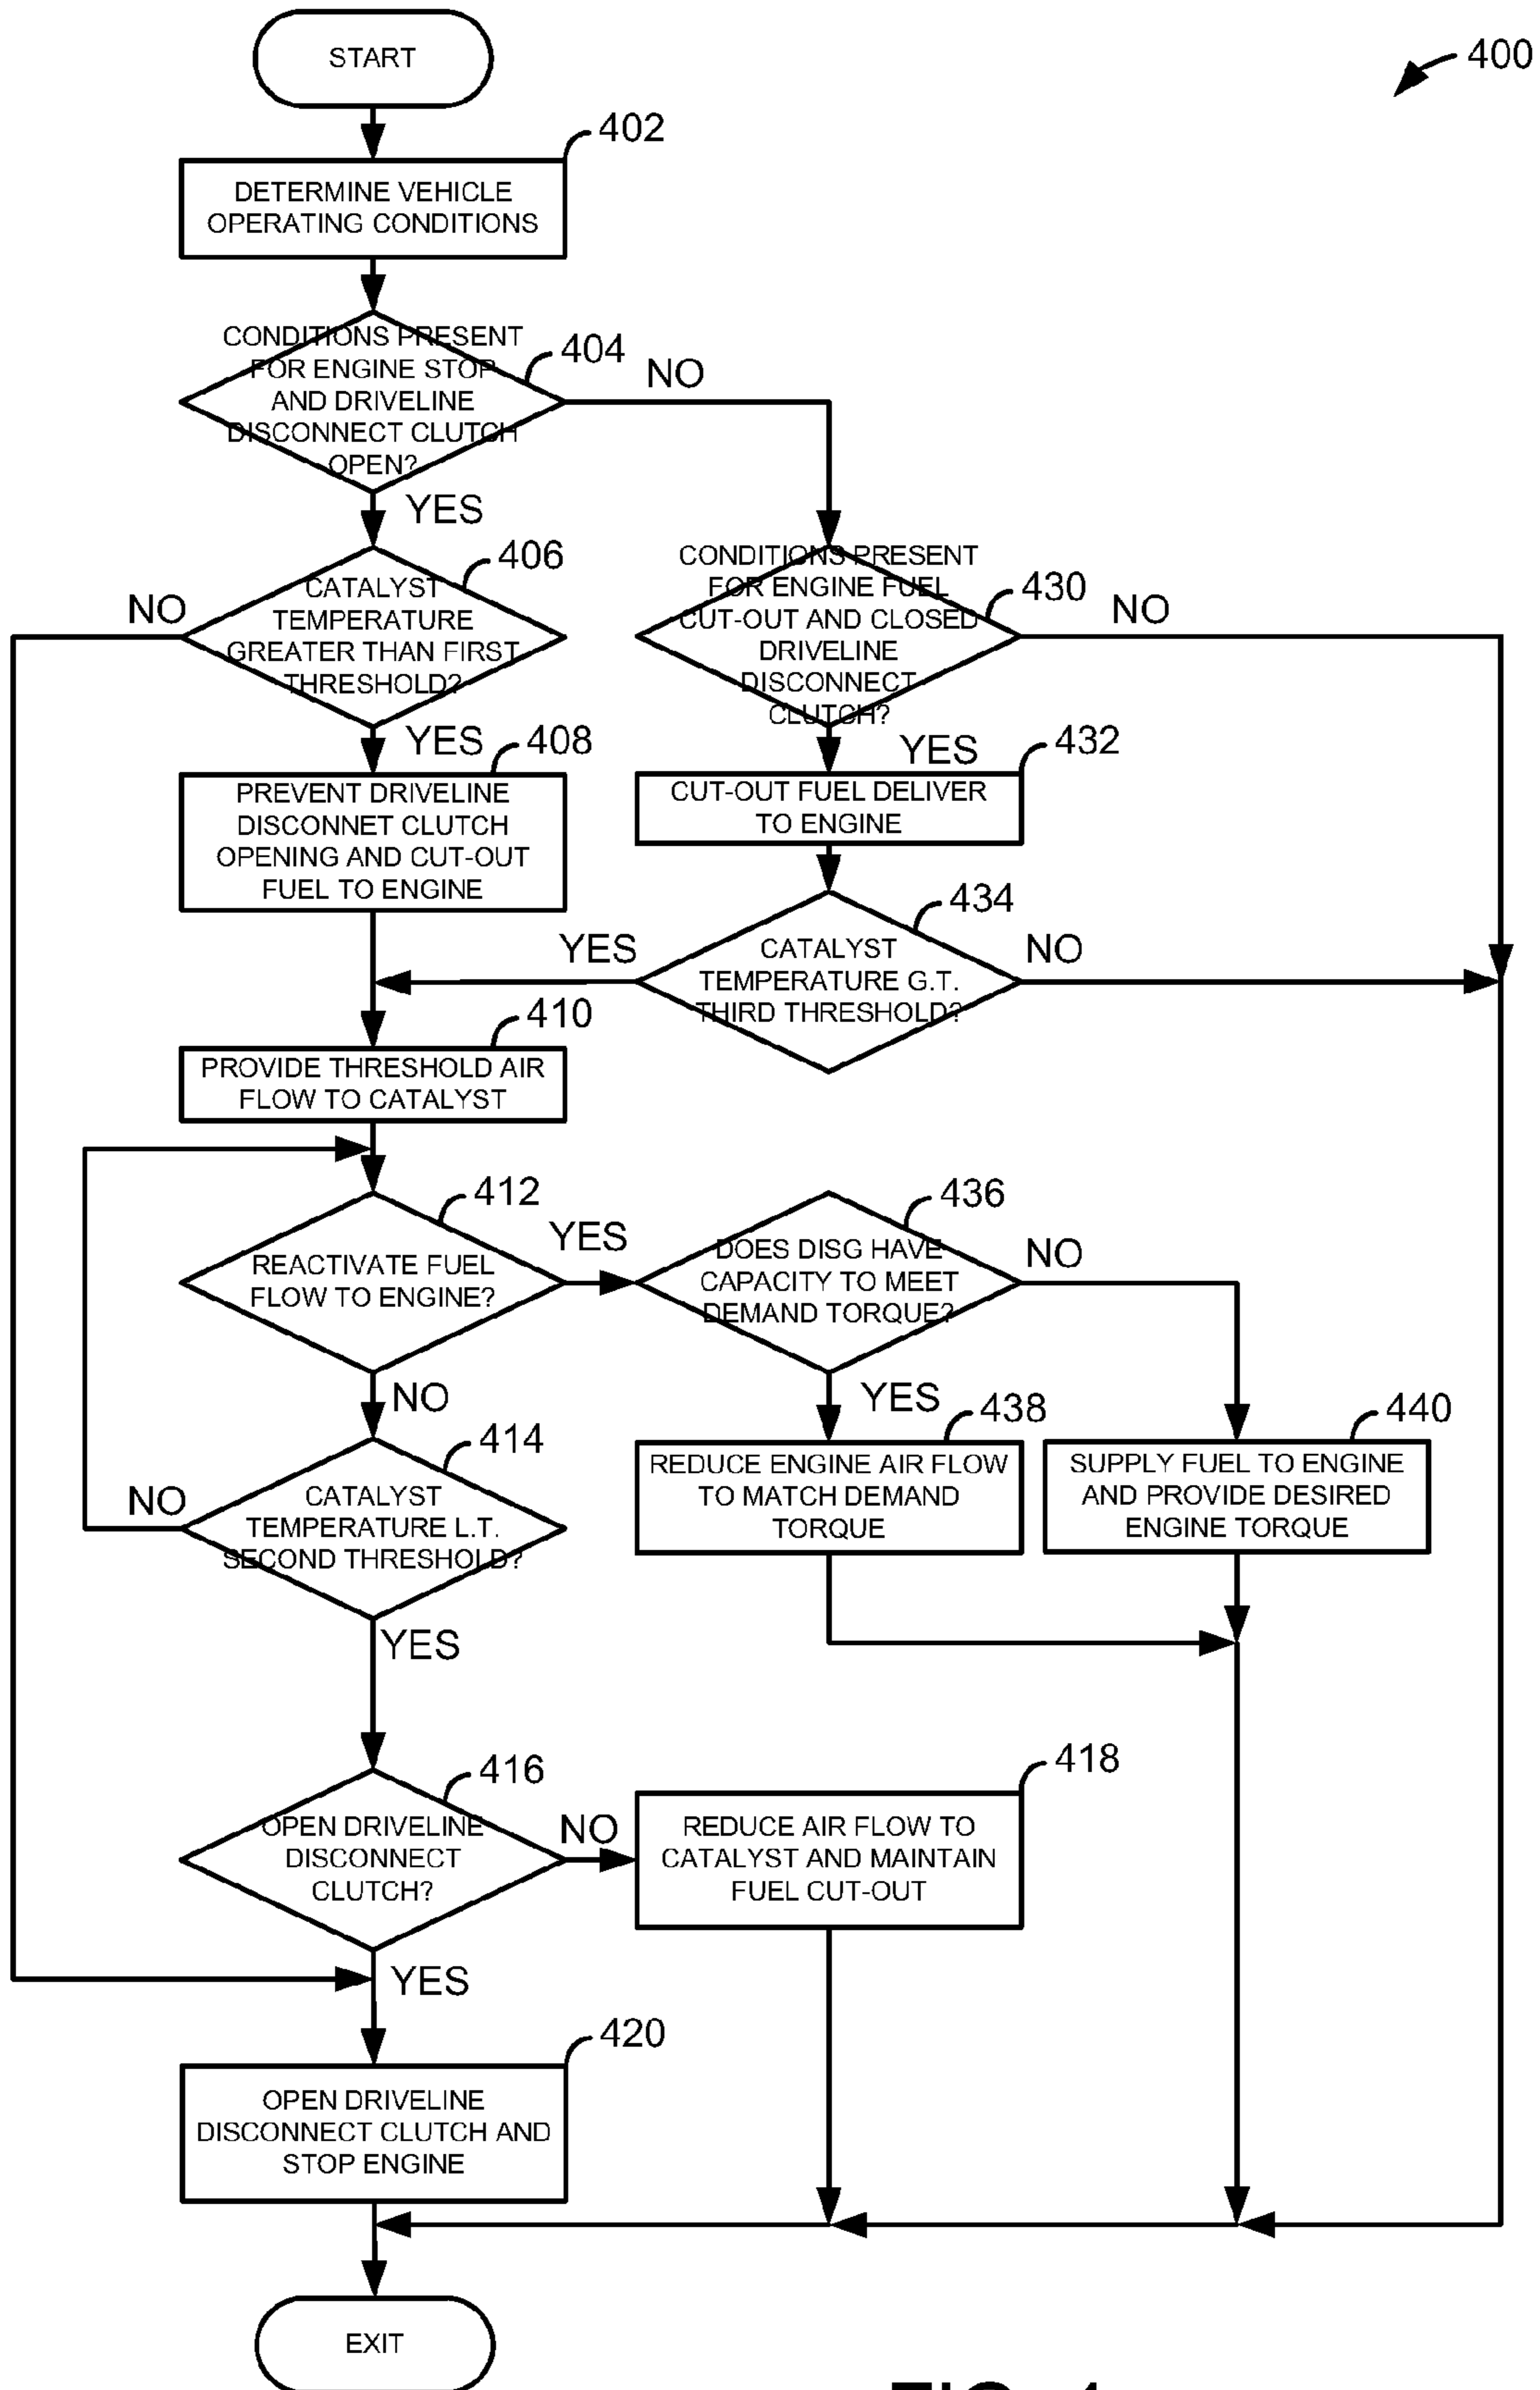 START
400
402
DETERMINE VEHICLE
OPERATING CONDITIONS
CONDITIONS PRESENT
FOR ENGINE STOP
AND DRIVELINE
DISCONNECT CLUTCH
OPEN?
404
NO
YES
406
CATALYST
TEMPERATURE
GREATER THAN FIRST
THRESHOLD?
NO
CONDITIONS PRESENT
FOR ENGINE FUEL
CUT-OUT AND CLOSED
DRIVELINE
DISCONNECT
CLUTCH?
430
NO
YES
408
PREVENT DRIVELINE
DISCONNET CLUTCH
OPENING AND CUT-OUT
FUEL TO ENGINE
YES
432
CUT-OUT FUEL DELIVER
TO ENGINE
434
YES
CATALYST
TEMPERATURE G.T.
THIRD THRESHOLD?
NO
410
PROVIDE THRESHOLD AIR
FLOW TO CATALYST
412
REACTIVATE FUEL
FLOW TO ENGINE?
YES
436
DOES DISG HAVE
CAPACITY TO MEET
DEMAND TORQUE?
NO
NO
414
CATALYST
TEMPERATURE L.T.
SECOND THRESHOLD?
NO
YES
438
REDUCE ENGINE AIR FLOW
TO MATCH DEMAND
TORQUE
440
SUPPLY FUEL TO ENGINE
AND PROVIDE DESIRED
ENGINE TORQUE
YES
416
OPEN DRIVELINE
DISCONNECT
CLUTCH?
NO
418
REDUCE AIR FLOW TO
CATALYST AND MAINTAIN
FUEL CUT-OUT
YES
420
OPEN DRIVELINE
DISCONNECT CLUTCH AND
STOP ENGINE
EXIT